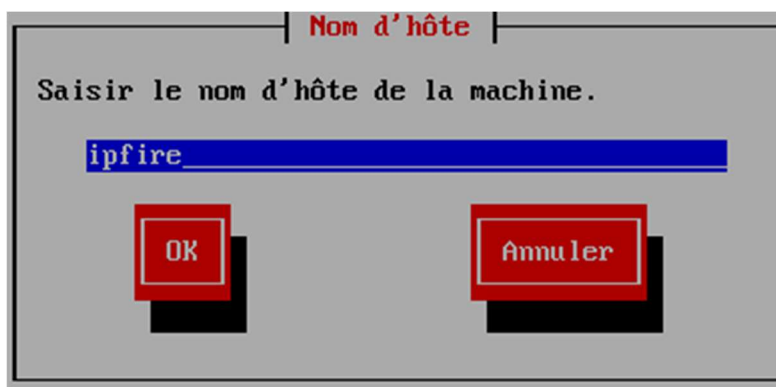 Nom d'hôte
Saisir le nom d'hôte de la machine.
ipfire
OK
Annuler